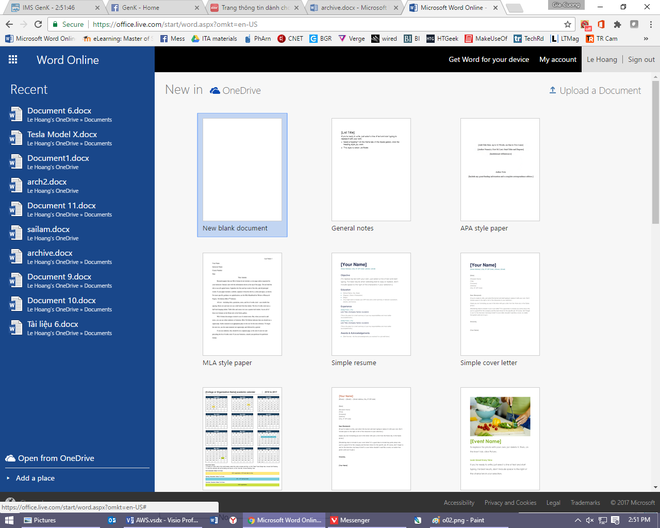 IMS GenK - 2:51:46
GenK - Home
Trang thông tin dành ch
archive.docx - Microsoft
Microsoft Word Online -
Secure
https://office.live.com/start/word.aspx?omkt=en-US
Microsoft Word Onlin
eLearning: Master of
Mess
ITA materials
PhArn
CNET
BGR
Verge
wired
BI
HTGeek
MakeUseOf
TechRd
LTMag
TR Cam
Word Online
Get Word for your device
My account
Le Hoang
Sign out
Recent
Document 6.docx
Le Hoang's OneDrive » Documents
Tesla Model X.docx
Le Hoang's OneDrive » Documents
Document1.docx
Le Hoang's OneDrive
arch2.docx
Le Hoang's OneDrive
Document 11.docx
Le Hoang's OneDrive » Documents
sailam.docx
Le Hoang's OneDrive
archive.docx
Le Hoang's OneDrive » Documents
Document 9.docx
Le Hoang's OneDrive » Documents
Document 10.docx
Le Hoang's OneDrive » Documents
Tài liệu 6.docx
Le Hoang's OneDrive » Documents
Open from OneDrive
Add a place
New in OneDrive
Upload a Document
New blank document
General notes
APA style paper
MLA style paper
[Your Name]
Simple resume
[Your Name]
Simple cover letter
[Event Name]
https://office.live.com/start/word.aspx?omkt=en-US#
Accessibility
Privacy and Cookies
Legal
Trademarks
© 2017 Microsoft
Pictures
AWS.vsdx - Visio Prof...
Microsoft Word Online...
Messenger
o02.png - Paint
2:51 PM